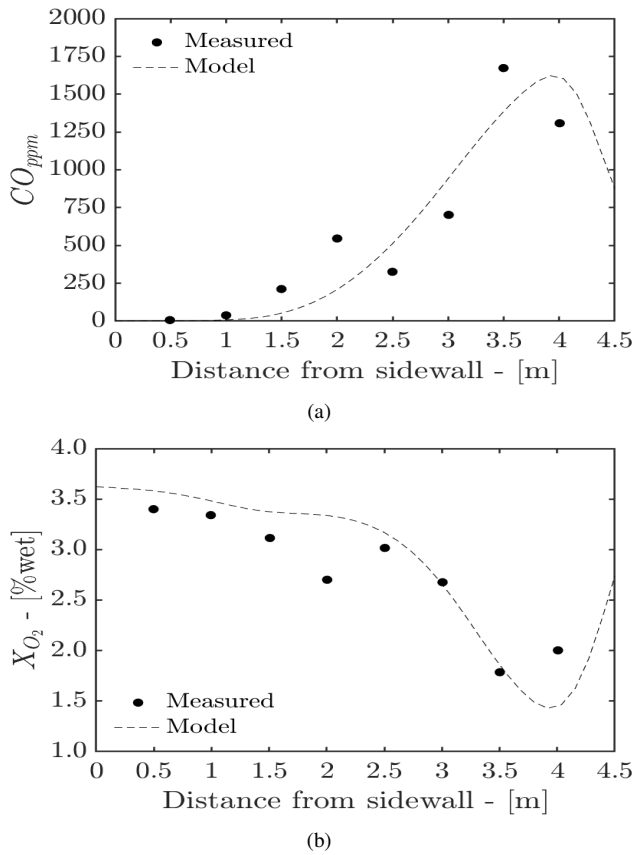 2000
1750
1500
1250
1000
750
500
250
0
CO_ppm
Measured
Model
0 0.5 1 1.5 2 2.5 3 3.5 4 4.5
Distance from sidewall - [m]
(a)
4.0
3.5
3.0
2.5
2.0
1.5
1.0
X_O2 - [%wet]
Measured
Model
0 0.5 1 1.5 2 2.5 3 3.5 4 4.5
Distance from sidewall - [m]
(b)